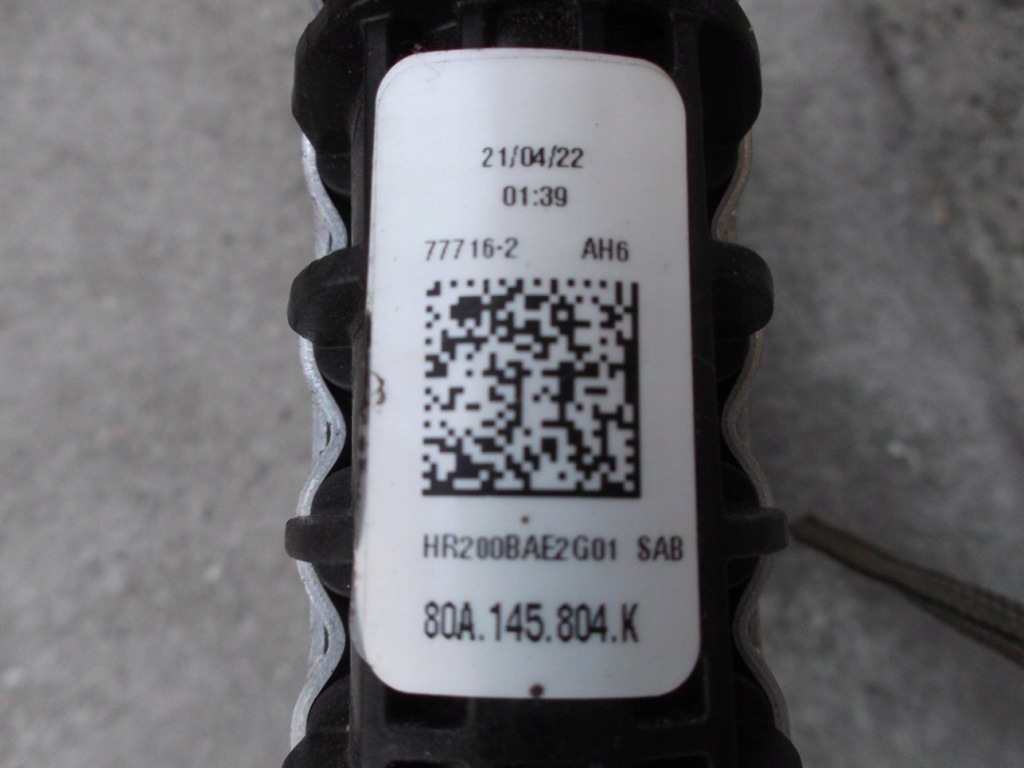 21/04/22
01:39
77716-2 AH6
HR200BAE2G01 SAB
80A.145.804.K